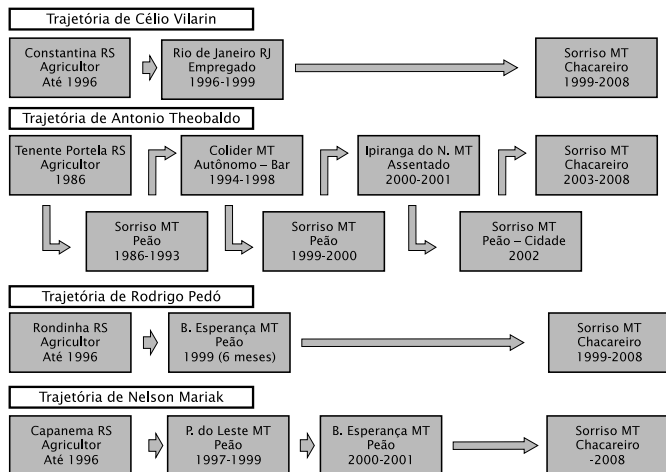 Trajetória de Célio Vilarin
Constantina RS
Agricultor
Até 1996
Rio de Janeiro RJ
Empregado
1996-1999
Sorriso MT
Chacareiro
1999-2008
Trajetória de Antonio Theobaldo
Tenente Portela RS
Agricultor
1986
Colider MT
Autônomo – Bar
1994-1998
Ipiranga do N. MT
Assentado
2000-2001
Sorriso MT
Chacareiro
2003-2008
Sorriso MT
Peão
1986-1993
Sorriso MT
Peão
1999-2000
Sorriso MT
Peão – Cidade
2002
Trajetória de Rodrigo Pedó
Rondinha RS
Agricultor
Até 1996
B. Esperança MT
Peão
1999 (6 meses)
Sorriso MT
Chacareiro
1999-2008
Trajetória de Nelson Mariak
Capanema RS
Agricultor
Até 1996
P. do Leste MT
Peão
1997-1999
B. Esperança MT
Peão
2000-2001
Sorriso MT
Chacareiro
-2008